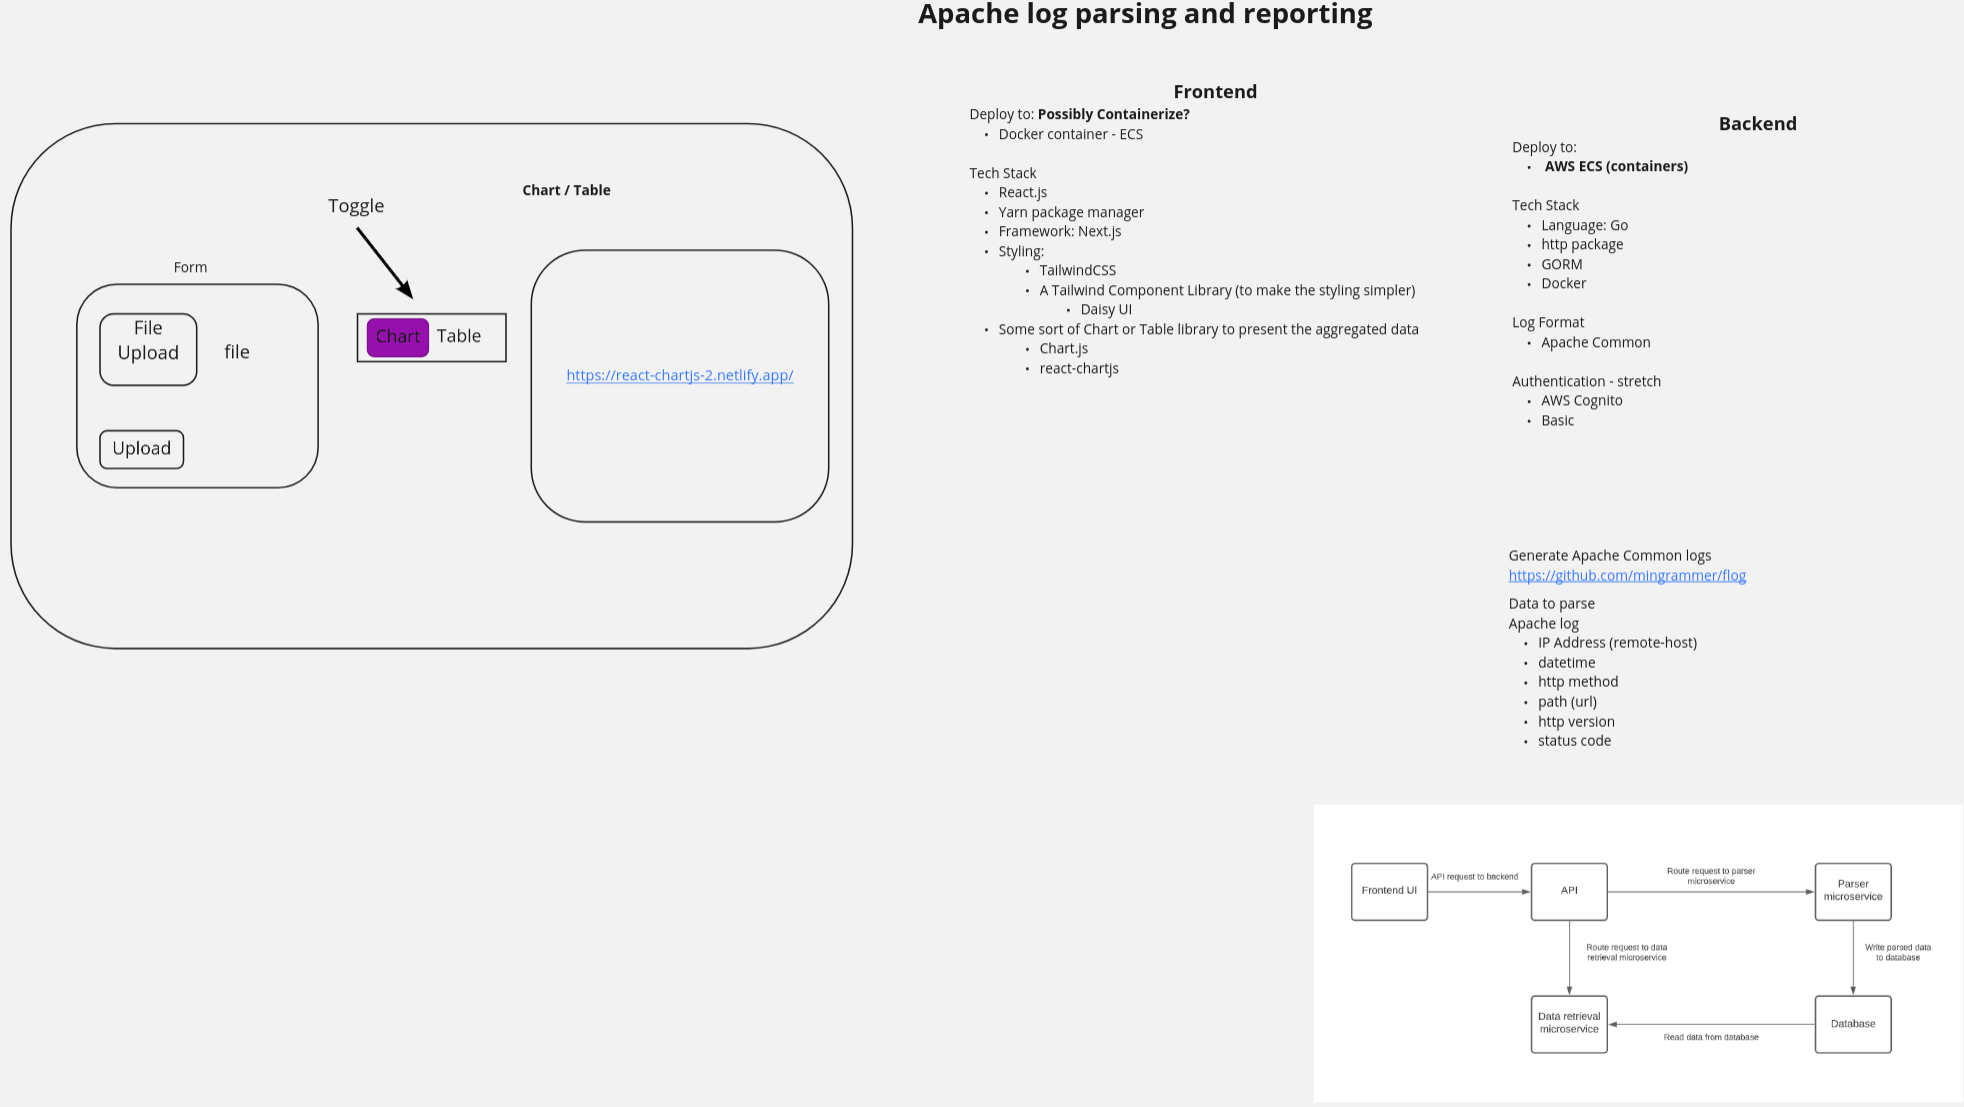 Apache log parsing and reporting
Chart / Table
Toggle
Form
File
Upload
file
Upload
Chart
Table
https://react-chartjs-2.netlify.app/
Frontend
Deploy to: Possibly Containerize?
• Docker container - ECS
Tech Stack
• React.js
• Yarn package manager
• Framework: Next.js
• Styling:
• TailwindCSS
• A Tailwind Component Library (to make the styling simpler)
• Daisy UI
• Some sort of Chart or Table library to present the aggregated data
• Chart.js
• react-chartjs
Backend
Deploy to:
• AWS ECS (containers)
Tech Stack
• Language: Go
• http package
• GORM
• Docker
Log Format
• Apache Common
Authentication - stretch
• AWS Cognito
• Basic
Generate Apache Common logs
https://github.com/mingrammer/flog
Data to parse
Apache log
• IP Address (remote-host)
• datetime
• http method
• path (url)
• http version
• status code
Frontend UI
API request to backend
API
Route request to parser
microservice
Parser
microservice
Route request to data
retrieval microservice
Write parsed data
to database
Data retrieval
microservice
Read data from database
Database